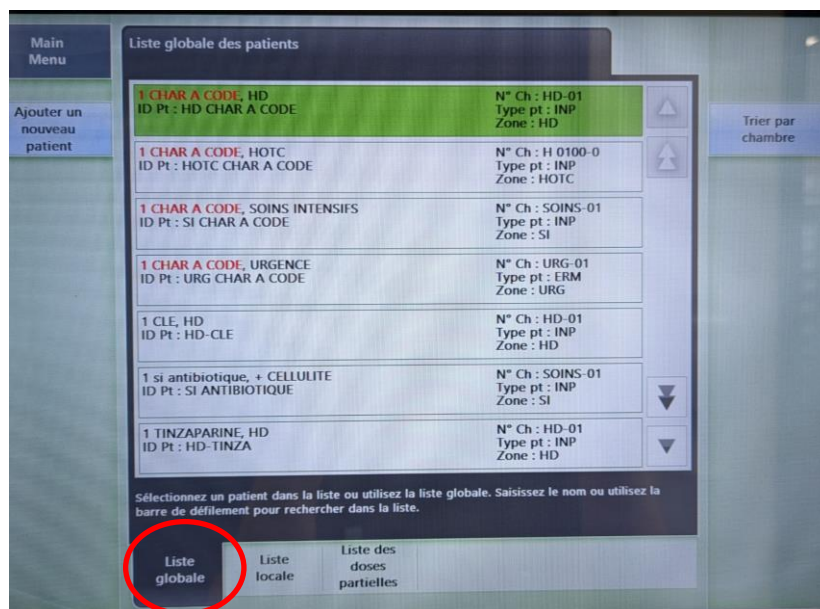 Main
Menu
Liste globale des patients
Ajouter un
nouveau
patient
Trier par
chambre
1 CHAR A CODE, HD
ID Pt : HD CHAR A CODE
N° Ch : HD-01
Type pt : INP
Zone : HD
1 CHAR A CODE, HOTC
ID Pt : HOTC CHAR A CODE
N° Ch : H 0100-0
Type pt : INP
Zone : HOTC
1 CHAR A CODE, SOINS INTENSIFS
ID Pt : SI CHAR A CODE
N° Ch : SOINS-01
Type pt : INP
Zone : SI
1 CHAR A CODE, URGENCE
ID Pt : URG CHAR A CODE
N° Ch : URG-01
Type pt : ERM
Zone : URG
1 CLE, HD
ID Pt : HD-CLE
N° Ch : HD-01
Type pt : INP
Zone : HD
1 si antibiotique, + CELLULITE
ID Pt : SI ANTIBIOTIQUE
N° Ch : SOINS-01
Type pt : INP
Zone : SI
1 TINZAPARINE, HD
ID Pt : HD-TINZA
N° Ch : HD-01
Type pt : INP
Zone : HD
Sélectionnez un patient dans la liste ou utilisez la liste globale. Saisissez le nom ou utilisez la
barre de défilement pour rechercher dans la liste.
Liste
globale
Liste
locale
Liste des
doses
partielles